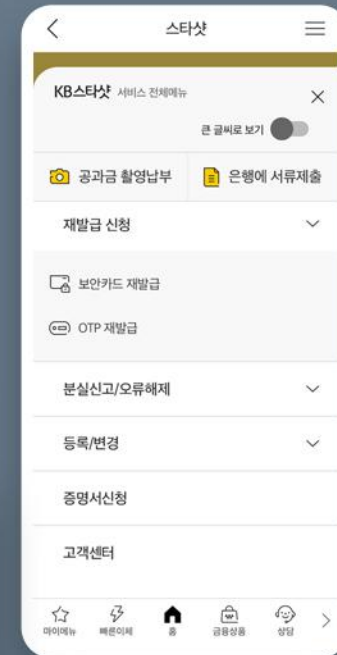 스타샷
KB스타샷 서비스 전체메뉴
큰 글씨로 보기
공과금 촬영납부 은행에 서류제출
재발급 신청
보안카드 재발급
OTP 재발급
분실신고/오류해제
등록/변경
증명서신청
고객센터
마이메뉴 빠른이체 홈 금융상품 상담